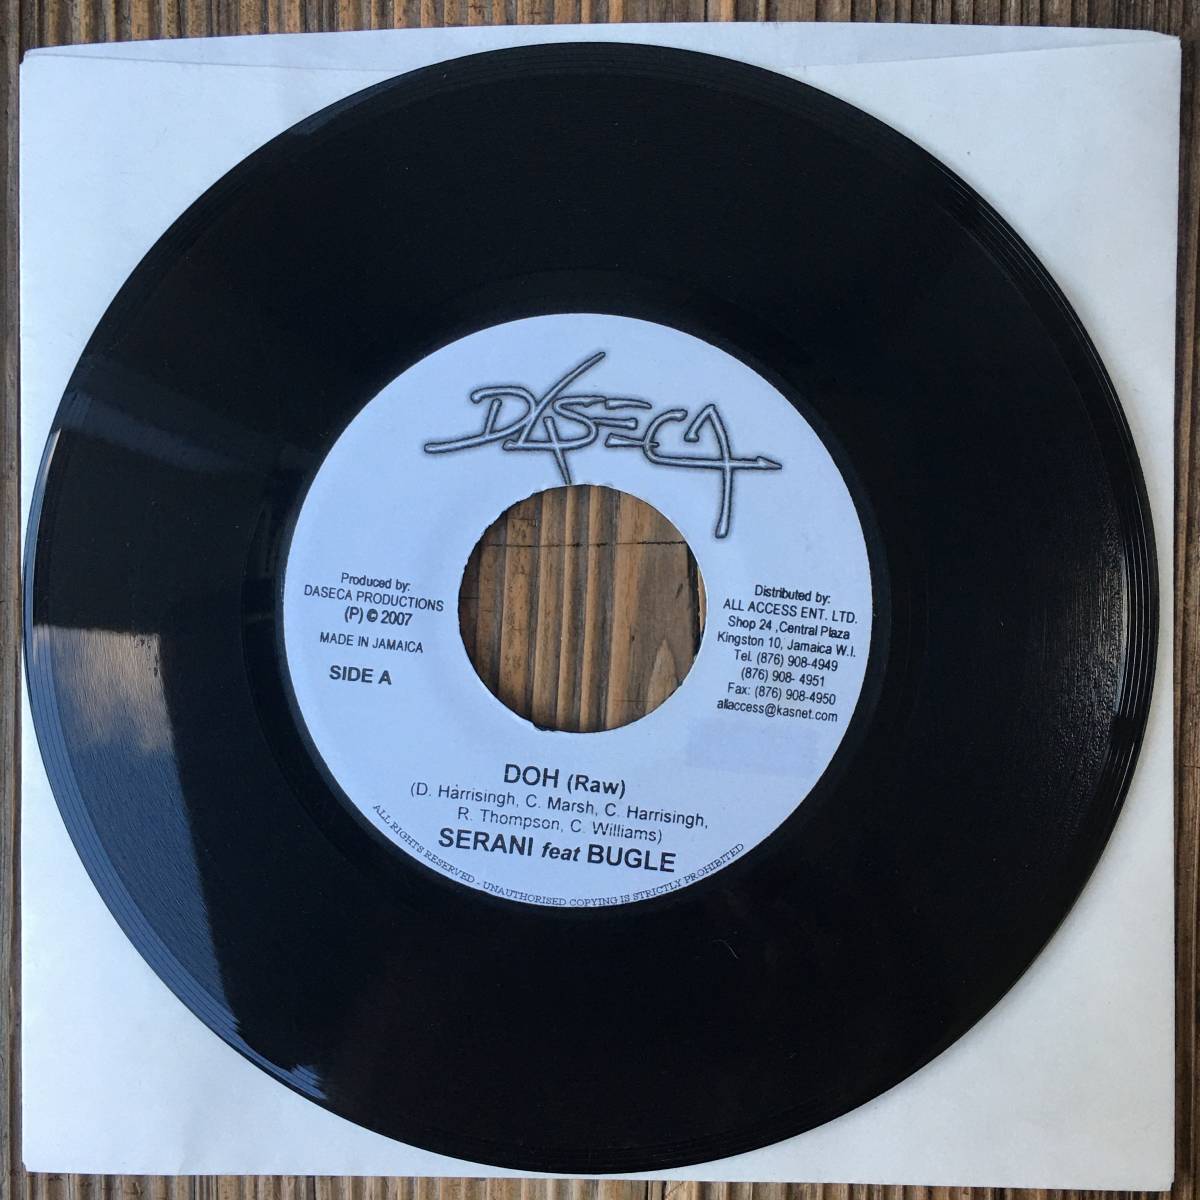 DASECA
Produced by:
DASECA PRODUCTIONS
(P) © 2007
MADE IN JAMAICA
SIDE A
Distributed by:
ALL ACCESS ENT. LTD.
Shop 24 ,Central Plaza
Kingston 10, Jamaica W.I.
Tel. (876) 908-4949
(876) 908- 4951
Fax: (876) 908-4950
allaccess@kasnet.com
DOH (Raw)
(D. Harrisingh, C. Marsh, C. Harrisingh,
R. Thompson, C. Williams)
SERANI feat BUGLE
ALL RIGHTS RESERVED - UNAUTHORISED COPYING IS STRICTLY PROHIBITED